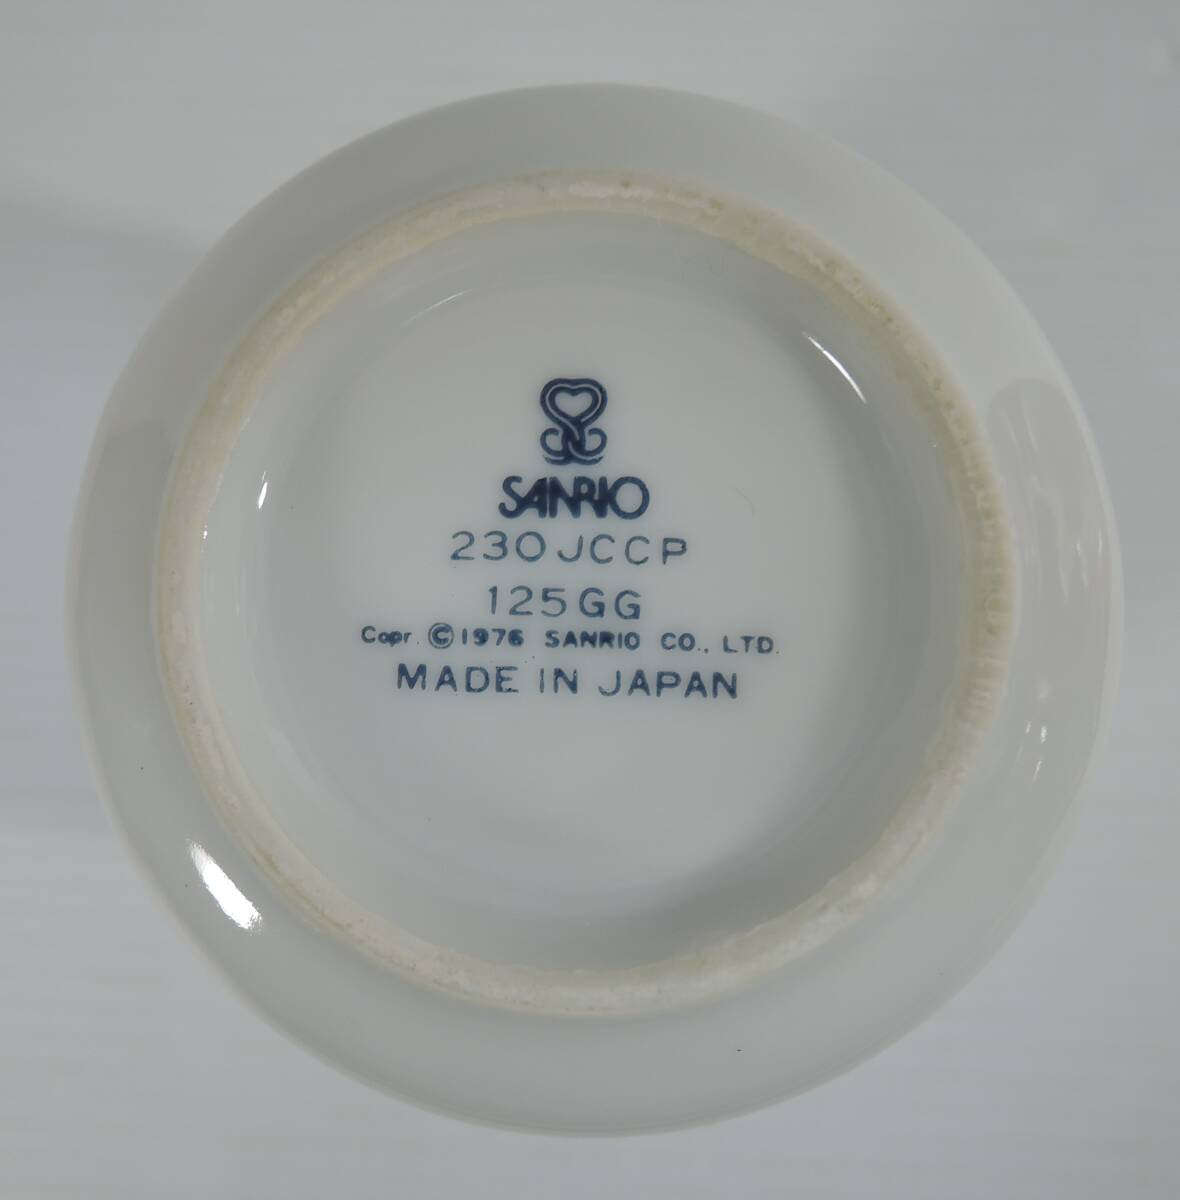 SANRIO
230JCCP
125GG
Copr. ©1976 SANRIO CO., LTD.
MADE IN JAPAN